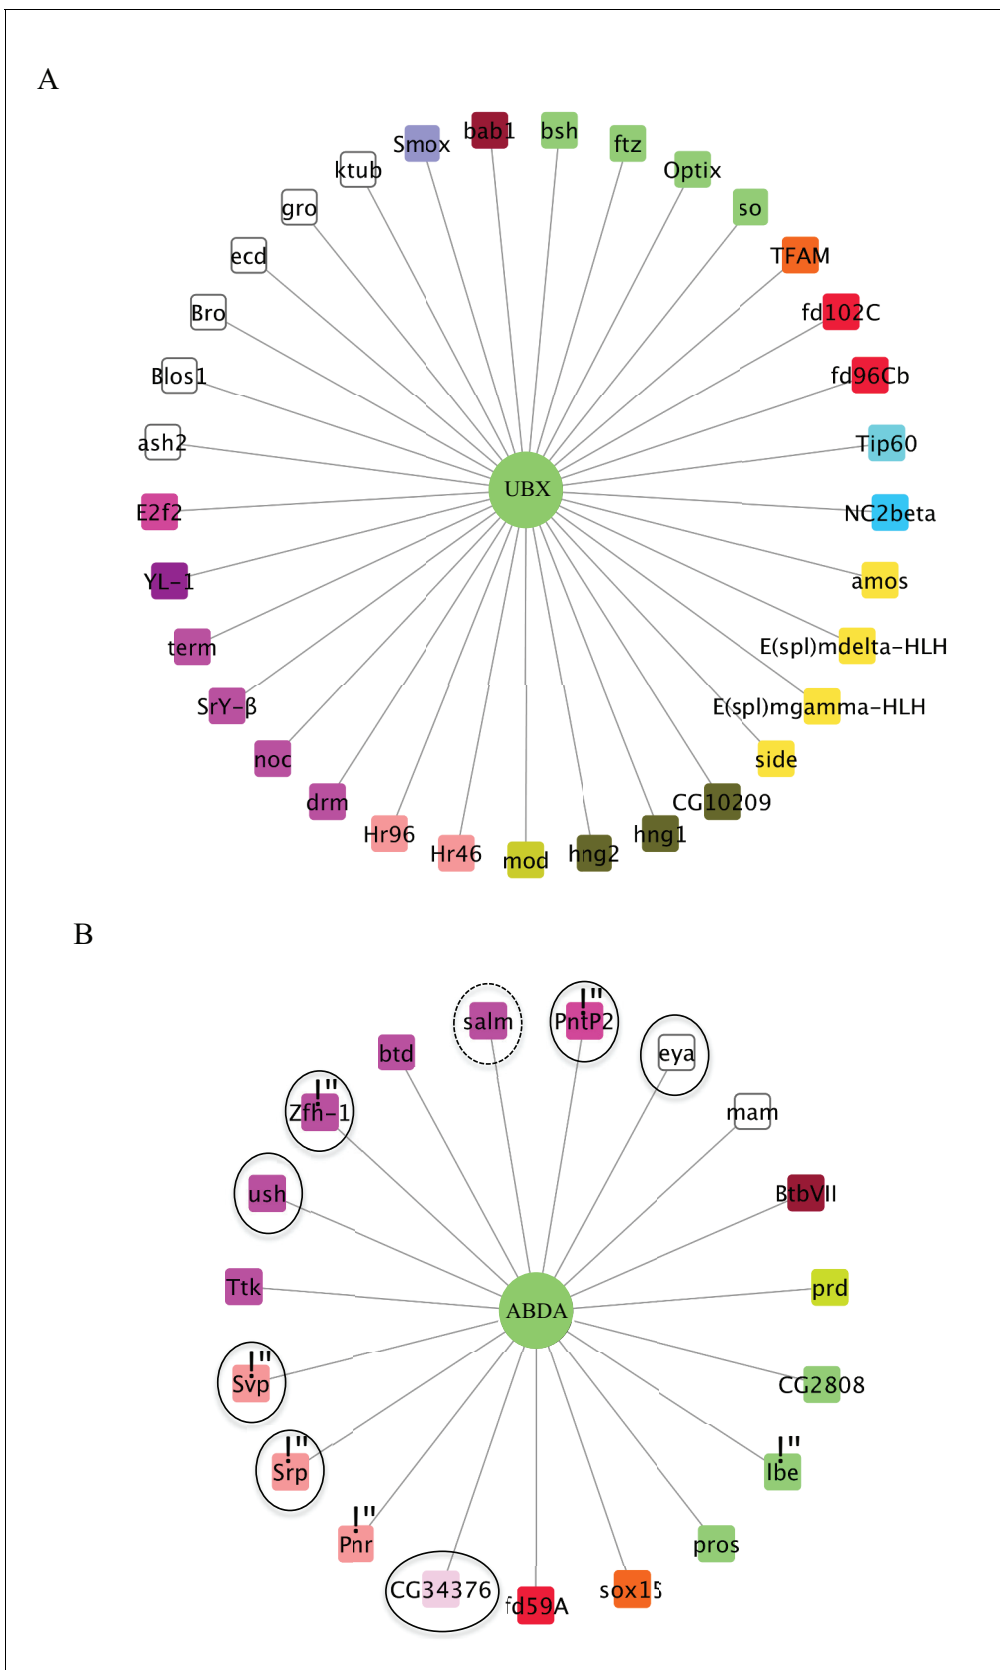 A
bab1
bsh
Smox
ftz
ktub
Optix
gro
so
ecd
TFAM
Bro
fd102C
Blos1
fd96Cb
ash2
Tip60
UBX
E2f2
NC2beta
YL-1
amos
term
E(spl)mdelta-HLH
SrY-β
E(spl)mgamma-HLH
noc
side
drm
CG10209
Hr96
hng1
Hr46
mod
hng2
B
!"
salm
PntP2
btd
eya
!"
Zfh-1
mam
ush
BtbVII
Ttk
prd
ABDA
!"
Svp
CG2808
!"
Srp
!"
lbe
!"
Pnr
pros
CG34376
fd59A
sox15